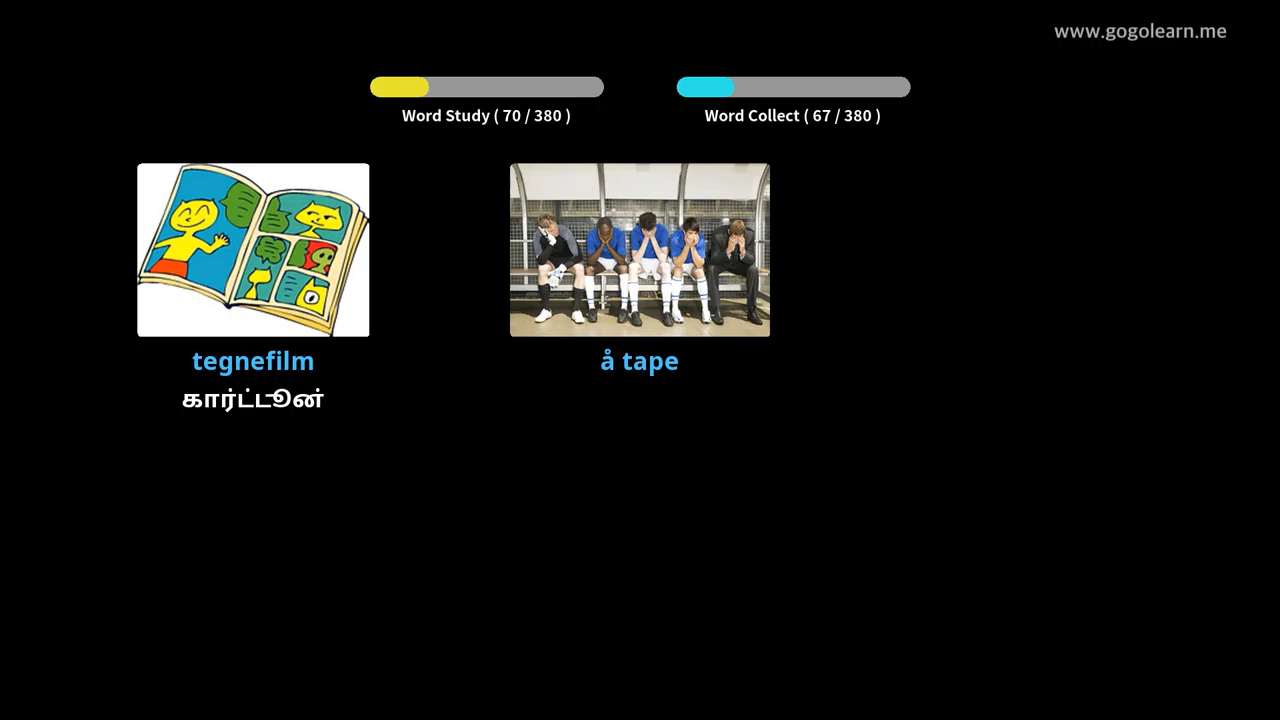 www.gogolearn.me
Word Study ( 70 / 380 )
Word Collect ( 67 / 380 )
tegnefilm
å tape
கார்ட்டூன்